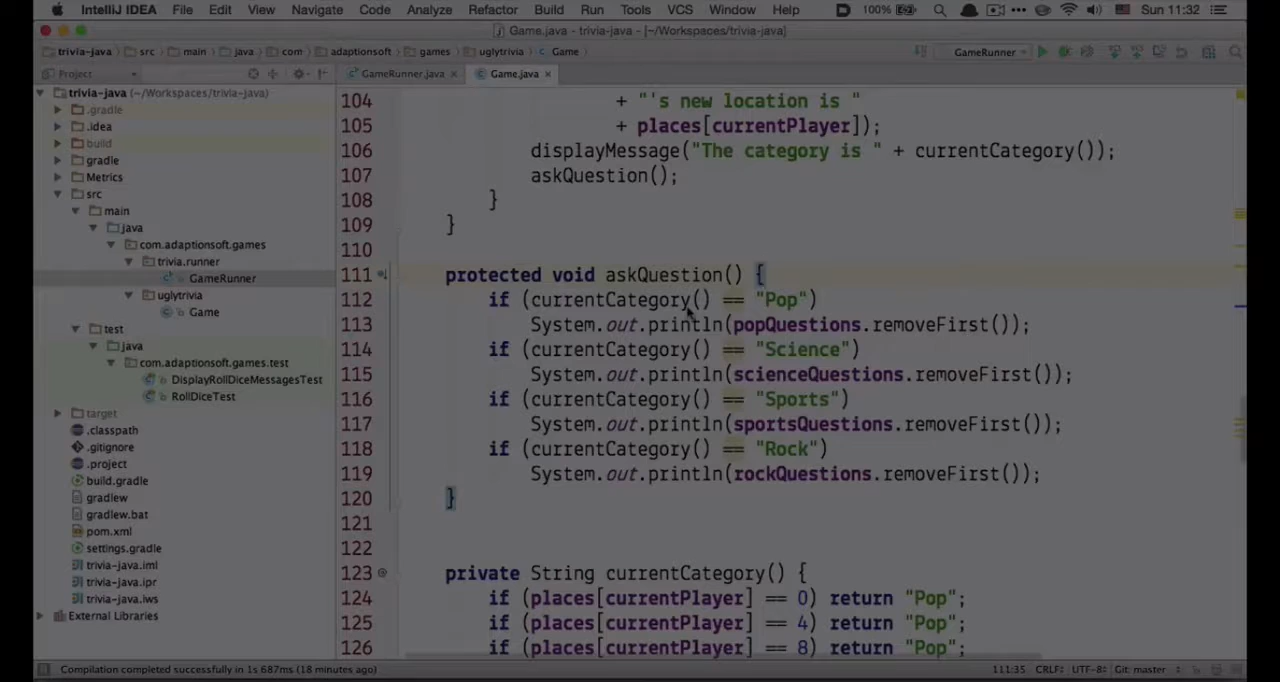 IntelliJ IDEA File Edit View Navigate Code Analyze Refactor Build Run Tools VCS Window Help 100% Sun 11:32
Game.java - trivia-java - [~/Workspaces/trivia-java]
trivia-java src main java com adaptionsoft games uglytrivia Game GameRunner
Project GameRunner.java Game.java
trivia-java (~/Workspaces/trivia-java)
.gradle
.idea
build
gradle
Metrics
src
main
java
com.adaptionsoft.games
trivia.runner
GameRunner
uglytrivia
Game
test
java
com.adaptionsoft.games.test
DisplayRollDiceMessagesTest
RollDiceTest
target
.classpath
.gitignore
.project
build.gradle
gradlew
gradlew.bat
pom.xml
settings.gradle
trivia-java.iml
trivia-java.ipr
trivia-java.iws
External Libraries
104 + "'s new location is "
105 + places[currentPlayer]);
106 displayMessage("The category is " + currentCategory());
107 askQuestion();
108 }
109 }
110
111 protected void askQuestion() {
112 if (currentCategory() == "Pop")
113 System.out.println(popQuestions.removeFirst());
114 if (currentCategory() == "Science")
115 System.out.println(scienceQuestions.removeFirst());
116 if (currentCategory() == "Sports")
117 System.out.println(sportsQuestions.removeFirst());
118 if (currentCategory() == "Rock")
119 System.out.println(rockQuestions.removeFirst());
120 }
121
122
123 private String currentCategory() {
124 if (places[currentPlayer] == 0) return "Pop";
125 if (places[currentPlayer] == 4) return "Pop";
126 if (places[currentPlayer] == 8) return "Pop";
Compilation completed successfully in 1s 687ms (18 minutes ago) 111:35 CRLF UTF-8 Git: master